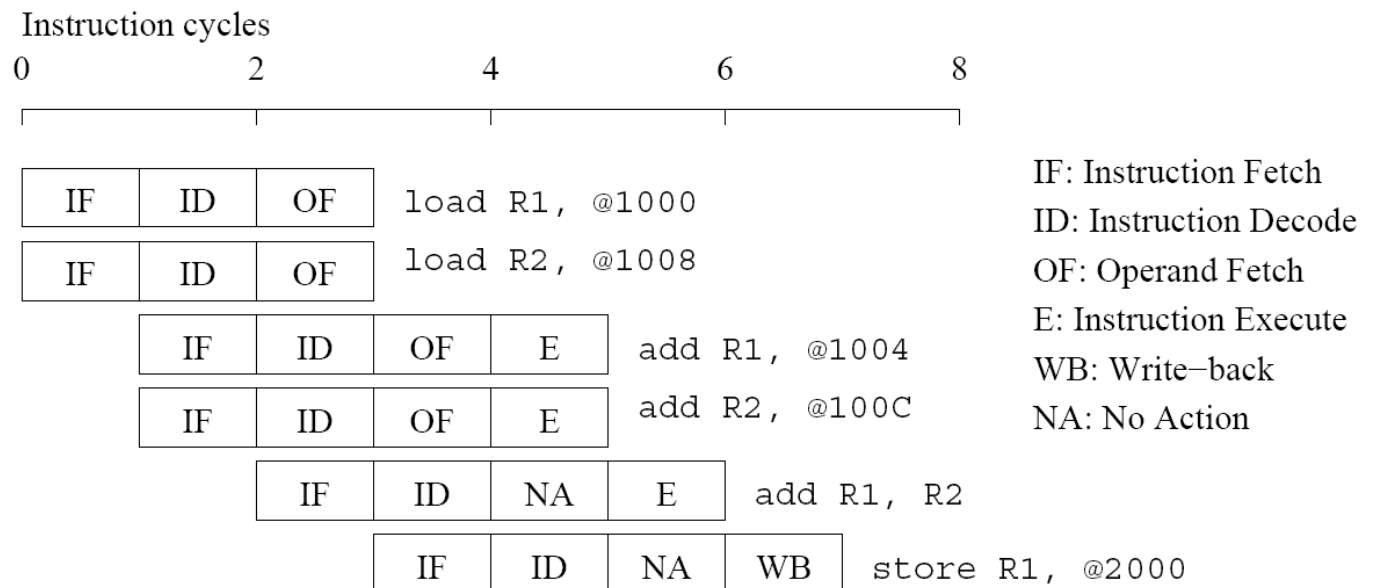 Instruction cycles
0 2 4 6 8
IF ID OF load R1, @1000
IF ID OF load R2, @1008
IF ID OF E add R1, @1004
IF ID OF E add R2, @100C
IF ID NA E add R1, R2
IF ID NA WB store R1, @2000
IF: Instruction Fetch
ID: Instruction Decode
OF: Operand Fetch
E: Instruction Execute
WB: Write-back
NA: No Action